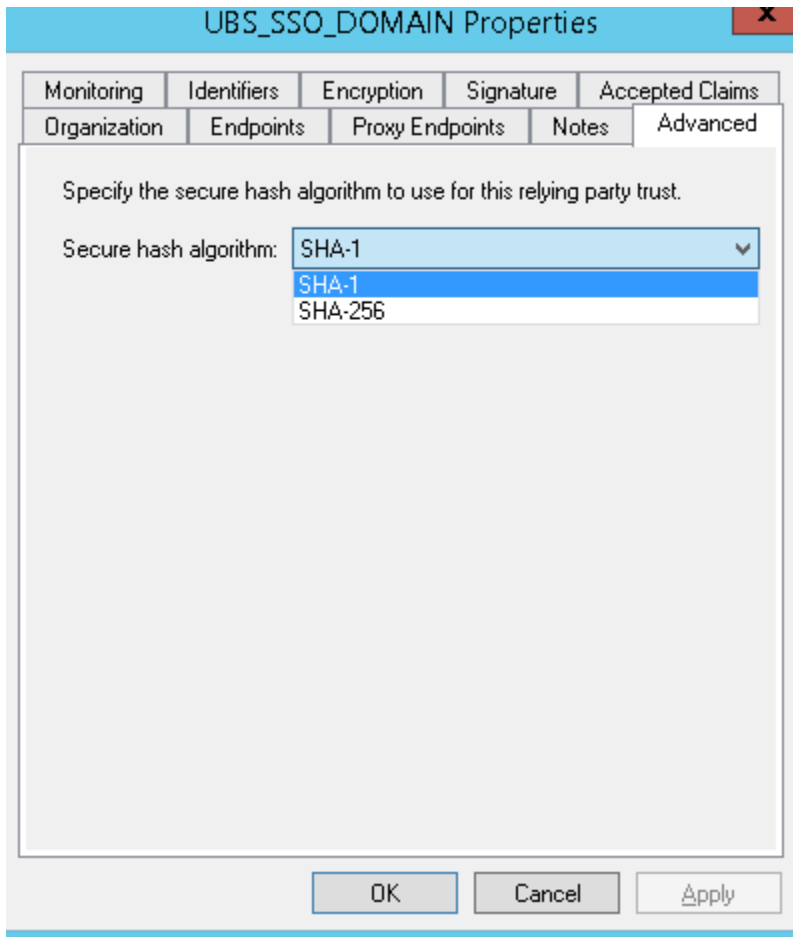 UBS_SSO_DOMAIN Properties
x
Monitoring Identifiers Encryption Signature Accepted Claims
Organization Endpoints Proxy Endpoints Notes Advanced
Specify the secure hash algorithm to use for this relying party trust.
Secure hash algorithm: SHA-1
SHA-1
SHA-256
OK Cancel Apply